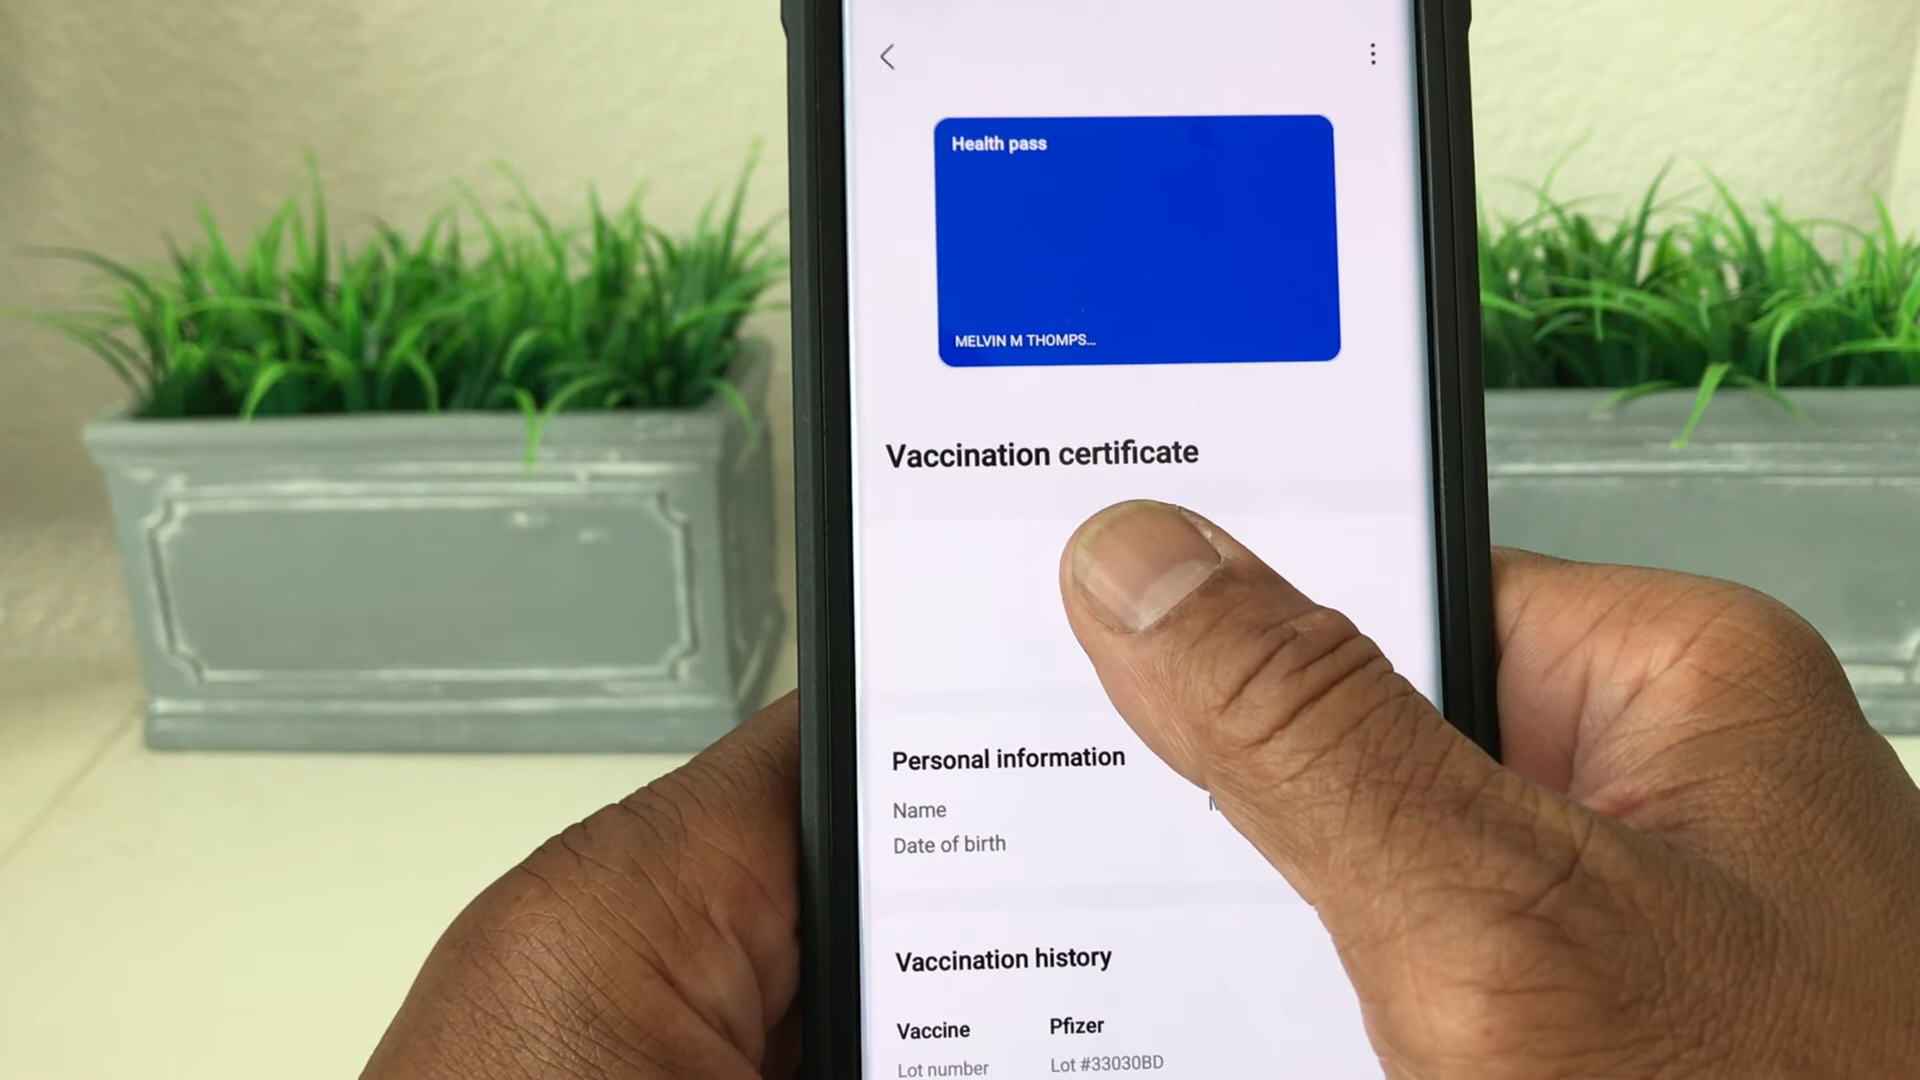 Health pass
MELVIN M THOMPS...
Vaccination certificate
Personal information
Name
Date of birth
Vaccination history
Vaccine Pfizer
Lot number Lot #33030BD